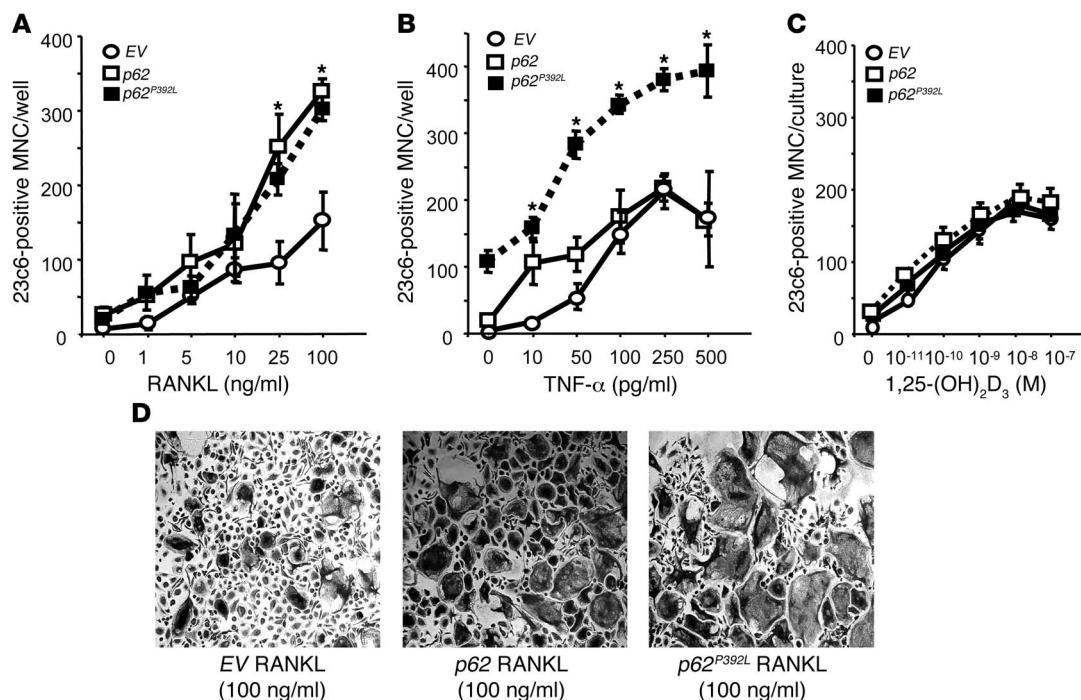 A
400
300
200
100
0
23c6-positive MNC/well
EV
p62
p62P392L
*
*
0 1 5 10 25 100
RANKL (ng/ml)
B
400
300
200
100
0
23c6-positive MNC/well
EV
p62
p62P392L
*
*
*
*
*
0 10 50 100 250 500
TNF-α (pg/ml)
C
400
300
200
100
0
23c6-positive MNC/culture
EV
p62
p62P392L
0 10-11 10-10 10-9 10-8 10-7
1,25-(OH)2D3 (M)
D
EV RANKL
(100 ng/ml)
p62 RANKL
(100 ng/ml)
p62P392L RANKL
(100 ng/ml)